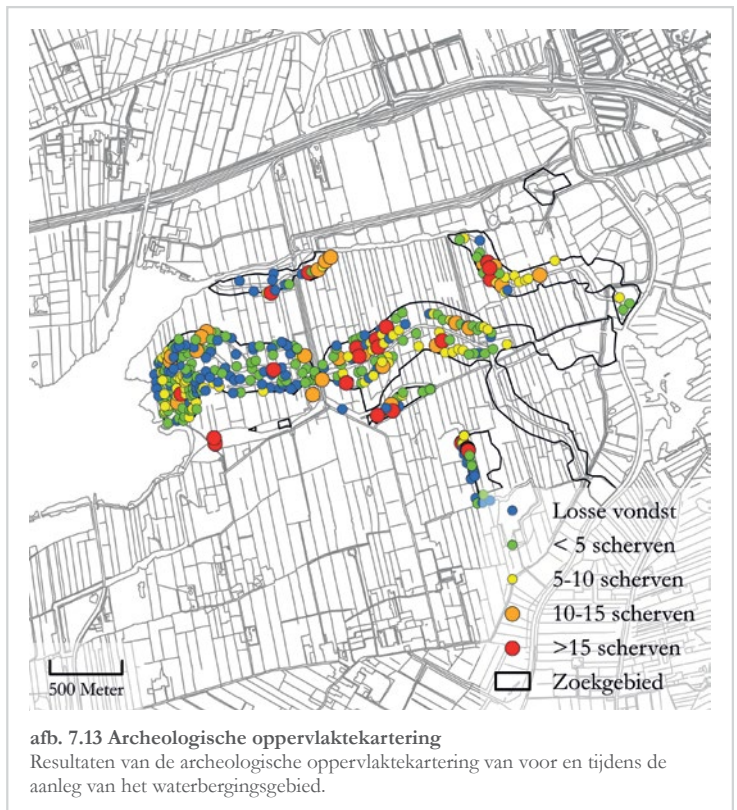 Losse vondst
< 5 scherven
5-10 scherven
10-15 scherven
>15 scherven
Zoekgebied
500 Meter
afb. 7.13 Archeologische oppervlaktekartering
Resultaten van de archeologische oppervlaktekartering van voor en tijdens de
aanleg van het waterbergingsgebied.